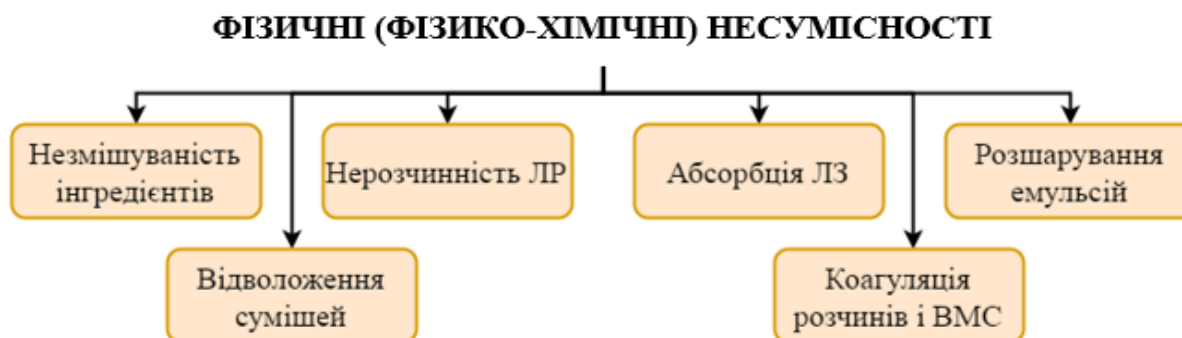 ФІЗИЧНІ (ФІЗИКО-ХІМІЧНІ) НЕСУМІСНОСТІ
Незмішуваність
інгредієнтів
Нерозчинність ЛР
Абсорбція ЛЗ
Розшарування
емульсій
Відволоження
сумішей
Коагуляція
розчинів і ВМС